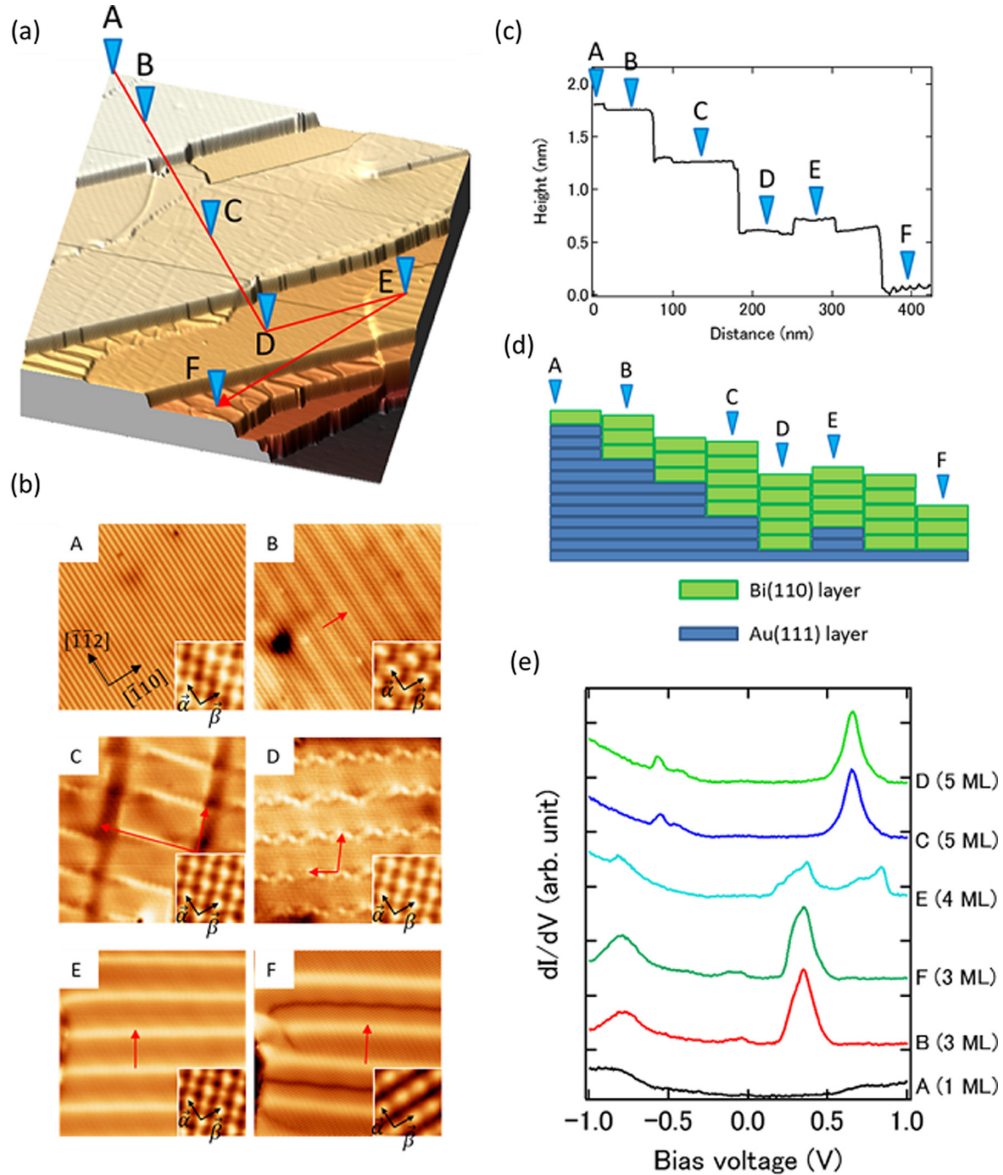 (a)
A
B
C
D
E
F
(b)
A
[1̅1̅2]
[1̅10]
α⃗
β⃗
B
α⃗
β⃗
C
α⃗
β⃗
D
α⃗
β⃗
E
α⃗
β⃗
F
α⃗
β⃗
(c)
A
B
C
D
E
F
2.0
1.5
1.0
0.5
0.0
Height (nm)
0
100
200
300
400
Distance (nm)
(d)
A
B
C
D
E
F
Bi(110) layer
Au(111) layer
(e)
dI/dV (arb. unit)
D (5 ML)
C (5 ML)
E (4 ML)
F (3 ML)
B (3 ML)
A (1 ML)
−1.0
−0.5
0.0
0.5
1.0
Bias voltage (V)